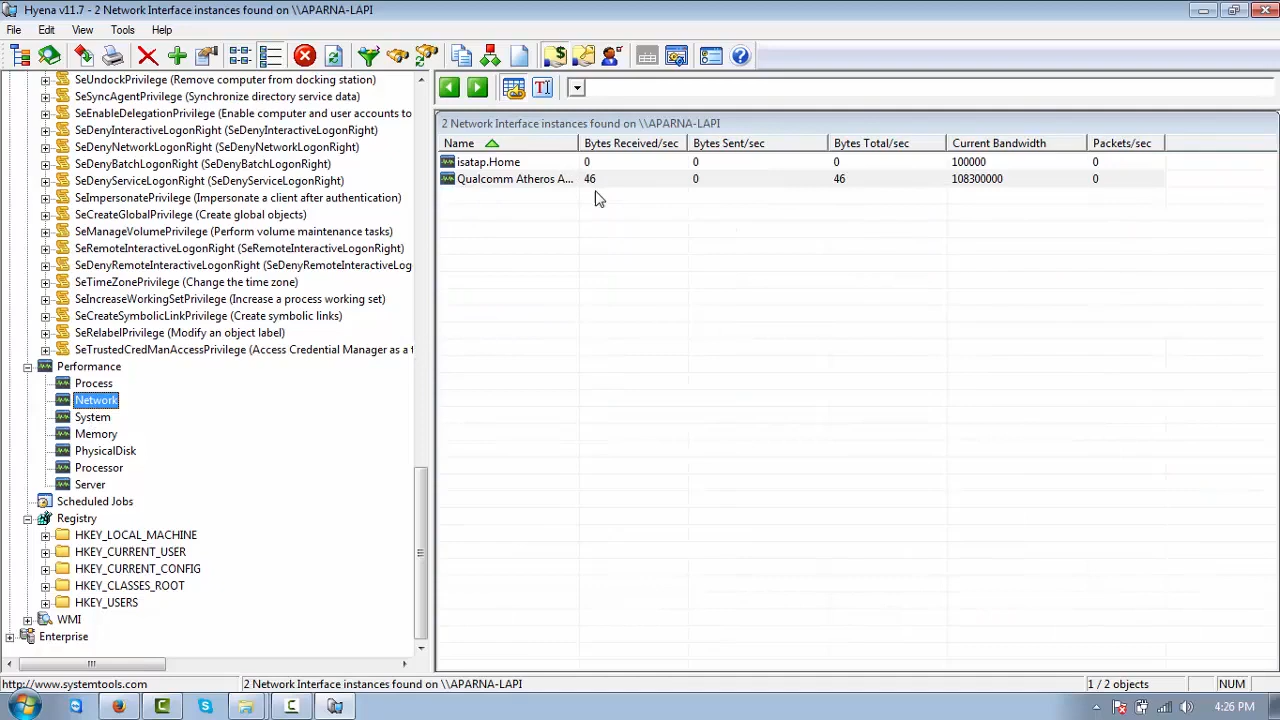 Hyena v11.7 - 2 Network Interface instances found on \\APARNA-LAPI
File Edit View Tools Help
SeUndockPrivilege (Remove computer from docking station)
SeSyncAgentPrivilege (Synchronize directory service data)
SeEnableDelegationPrivilege (Enable computer and user accounts to
SeDenyInteractiveLogonRight (SeDenyInteractiveLogonRight)
SeDenyNetworkLogonRight (SeDenyNetworkLogonRight)
SeDenyBatchLogonRight (SeDenyBatchLogonRight)
SeDenyServiceLogonRight (SeDenyServiceLogonRight)
SeImpersonatePrivilege (Impersonate a client after authentication)
SeCreateGlobalPrivilege (Create global objects)
SeManageVolumePrivilege (Perform volume maintenance tasks)
SeRemoteInteractiveLogonRight (SeRemoteInteractiveLogonRight)
SeDenyRemoteInteractiveLogonRight (SeDenyRemoteInteractiveLog
SeTimeZonePrivilege (Change the time zone)
SeIncreaseWorkingSetPrivilege (Increase a process working set)
SeCreateSymbolicLinkPrivilege (Create symbolic links)
SeRelabelPrivilege (Modify an object label)
SeTrustedCredManAccessPrivilege (Access Credential Manager as a t
Performance
Process
Network
System
Memory
PhysicalDisk
Processor
Server
Scheduled Jobs
Registry
HKEY_LOCAL_MACHINE
HKEY_CURRENT_USER
HKEY_CURRENT_CONFIG
HKEY_CLASSES_ROOT
HKEY_USERS
WMI
Enterprise
2 Network Interface instances found on \\APARNA-LAPI
Name Bytes Received/sec Bytes Sent/sec Bytes Total/sec Current Bandwidth Packets/sec
isatap.Home 0 0 0 100000 0
Qualcomm Atheros A... 46 0 46 108300000 0
http://www.systemtools.com 2 Network Interface instances found on \\APARNA-LAPI 1 / 2 objects NUM
4:26 PM